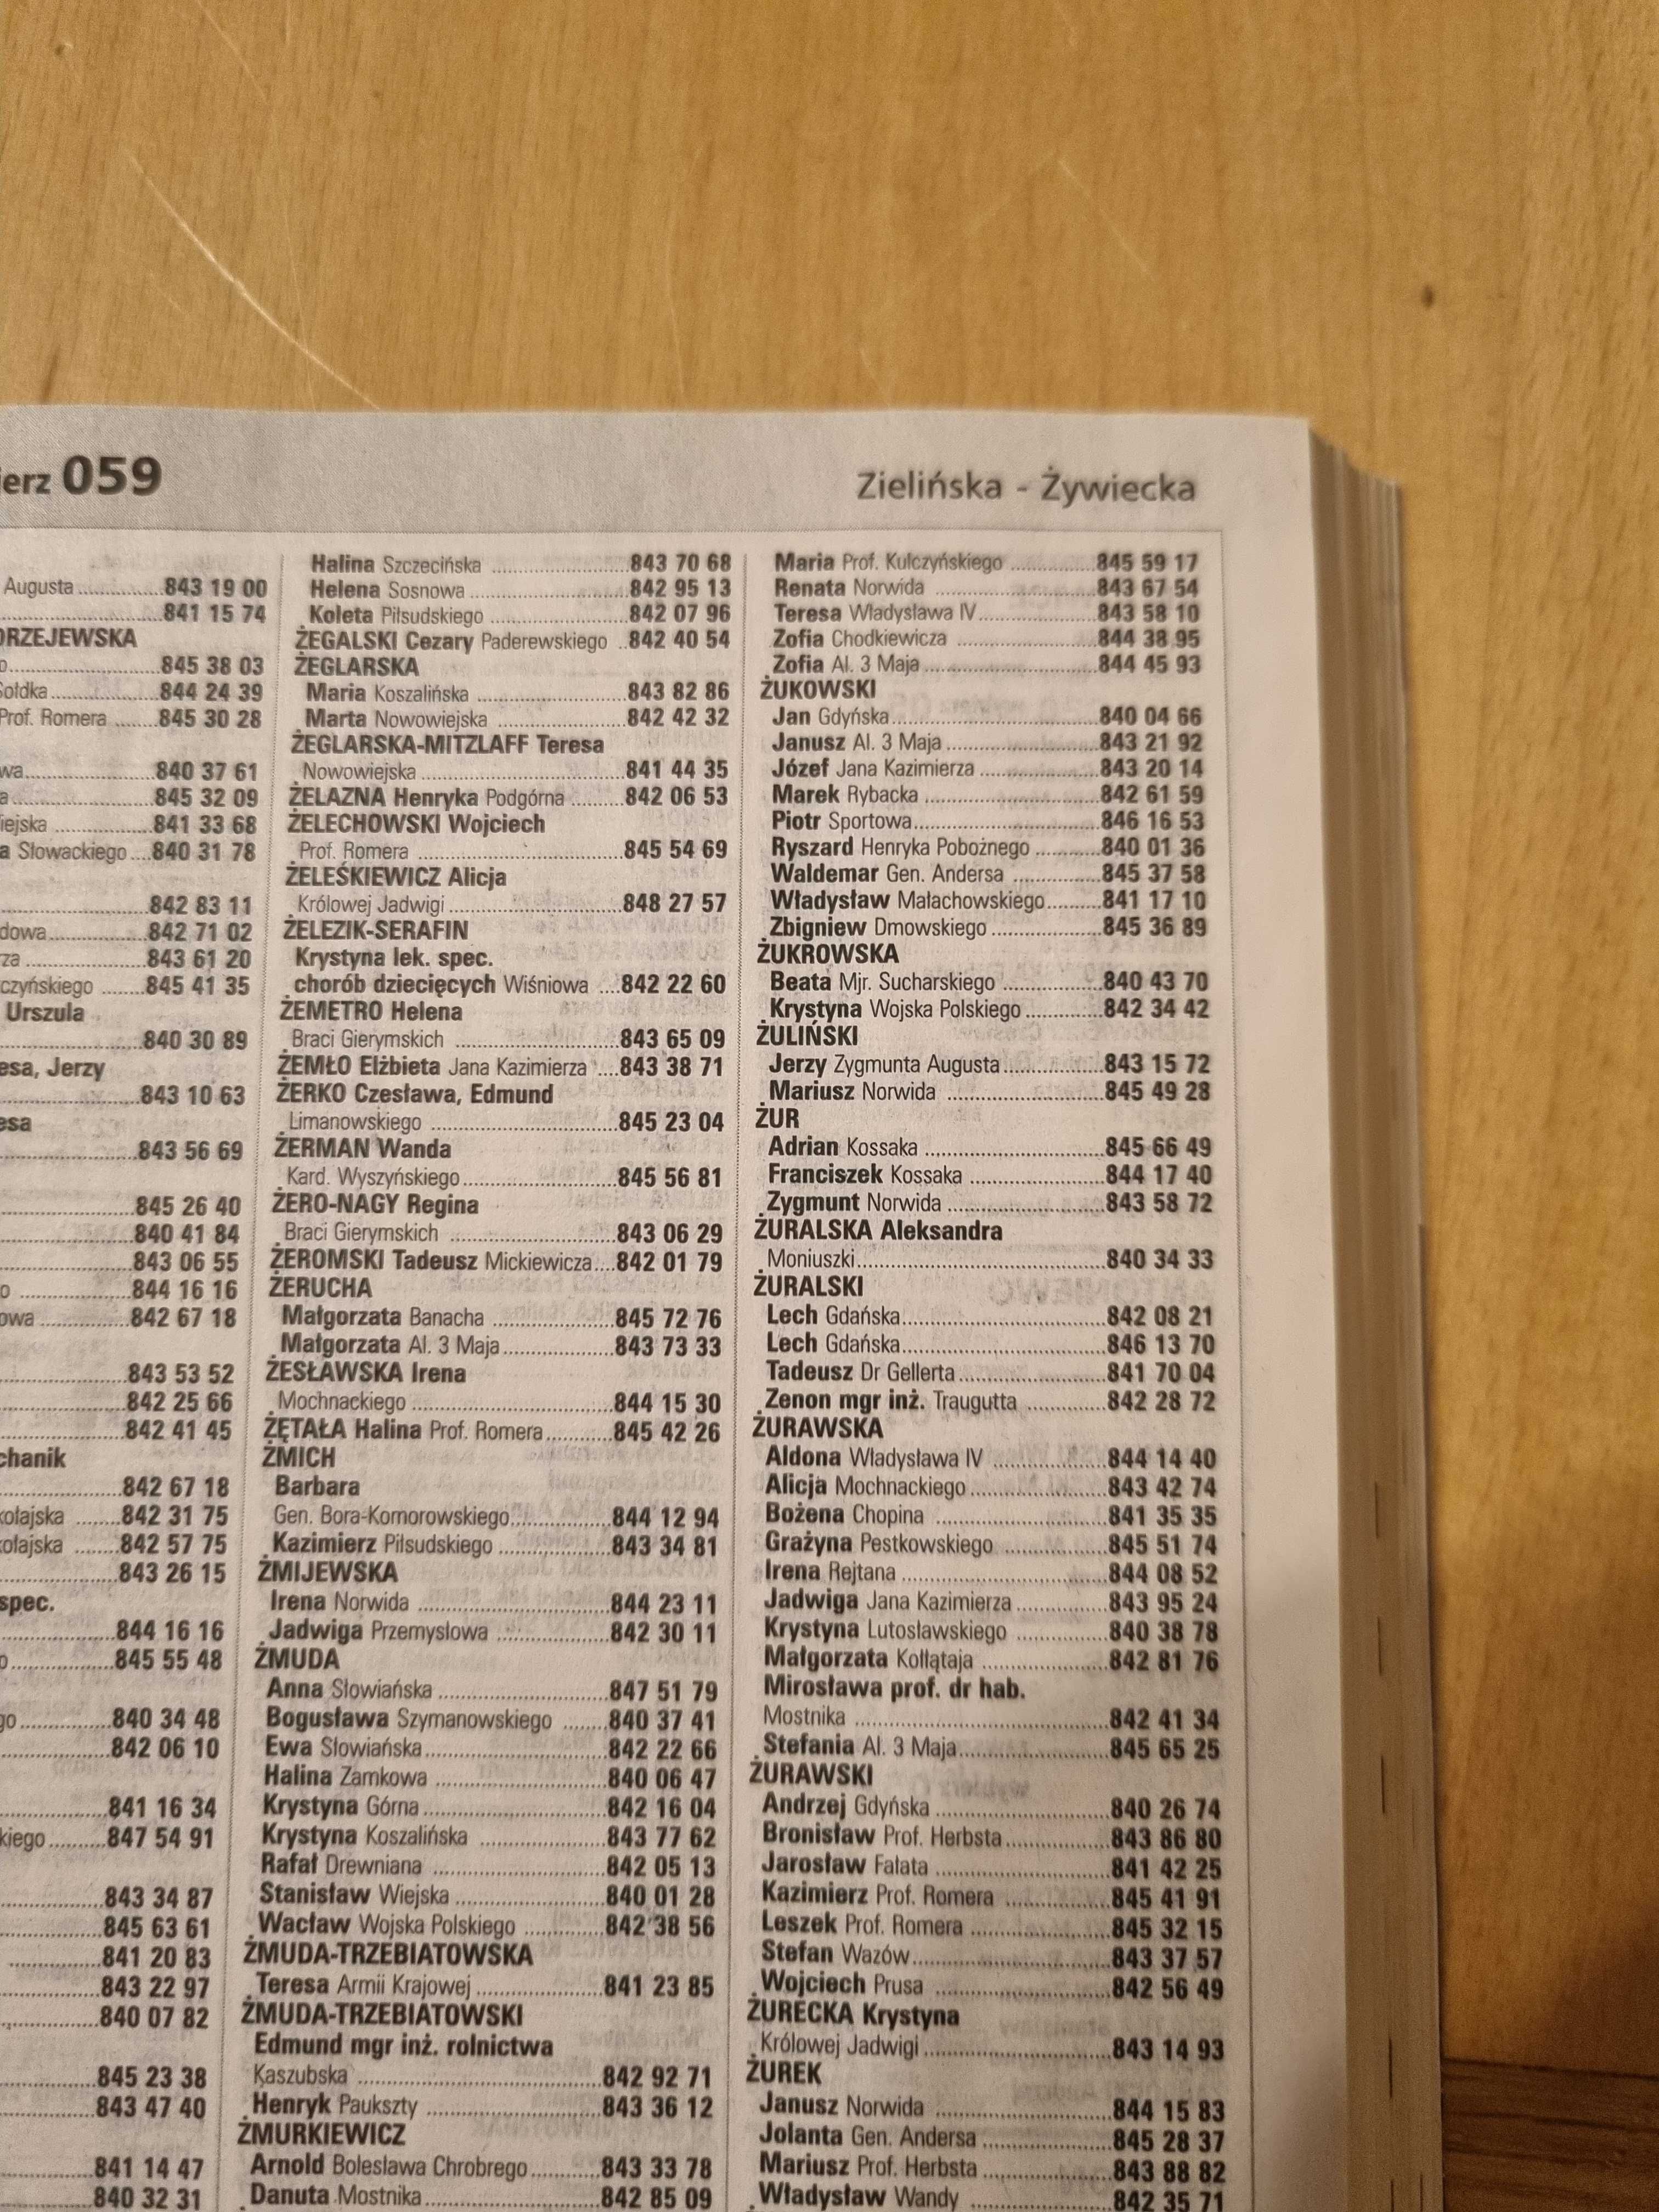 ierz 059
Zielińska - Żywiecka
Augusta ............ 843 19 00
............ 841 15 74
ORZEJEWSKA
o ............ 845 38 03
Sołdka ............ 844 24 39
Prof. Romera ....... 845 30 28
wa ............ 840 37 61
a ............ 845 32 09
iejska ............ 841 33 68
a Słowackiego .... 840 31 78
............ 842 83 11
dowa ............ 842 71 02
za ............ 843 61 20
czyńskiego ....... 845 41 35
Urszula
............ 840 30 89
esa, Jerzy
............ 843 10 63
esa
............ 843 56 69
............ 845 26 40
............ 840 41 84
............ 843 06 55
o ............ 844 16 16
owa ............ 842 67 18
............ 843 53 52
............ 842 25 66
............ 842 41 45
chanik
............ 842 67 18
kołajska ....... 842 31 75
kołajska ....... 842 57 75
............ 843 26 15
spec.
............ 844 16 16
o ............ 845 55 48
go ............ 840 34 48
............ 842 06 10
............ 841 16 34
kiego ......... 847 54 91
............ 843 34 87
............ 845 63 61
............ 841 20 83
............ 843 22 97
............ 840 07 82
............ 845 23 38
............ 843 47 40
............ 841 14 47
............ 840 32 31
Halina Szczecińska ............ 843 70 68
Helena Sosnowa ............ 842 95 13
Koleta Piłsudskiego ............ 842 07 96
ŻEGALSKI Cezary Paderewskiego .. 842 40 54
ŻEGLARSKA
Maria Koszalińska ............ 843 82 86
Marta Nowowiejska ............ 842 42 32
ŻEGLARSKA-MITZLAFF Teresa
Nowowiejska ............ 841 44 35
ŻELAZNA Henryka Podgórna ......... 842 06 53
ŻELECHOWSKI Wojciech
Prof. Romera ............ 845 54 69
ŻELEŚKIEWICZ Alicja
Królowej Jadwigi ............ 848 27 57
ŻELEZIK-SERAFIN
Krystyna lek. spec.
chorób dziecięcych Wiśniowa .... 842 22 60
ŻEMETRO Helena
Braci Gierymskich ............ 843 65 09
ŻEMŁO Elżbieta Jana Kazimierza .... 843 38 71
ŻERKO Czesława, Edmund
Limanowskiego ............ 845 23 04
ŻERMAN Wanda
Kard. Wyszyńskiego ............ 845 56 81
ŻERO-NAGY Regina
Braci Gierymskich ............ 843 06 29
ŻEROMSKI Tadeusz Mickiewicza .... 842 01 79
ŻERUCHA
Małgorzata Banacha ............ 845 72 76
Małgorzata Al. 3 Maja ............ 843 73 33
ŻESŁAWSKA Irena
Mochnackiego ............ 844 15 30
ŻĘTAŁA Halina Prof. Romera .......... 845 42 26
ŻMICH
Barbara
Gen. Bora-Komorowskiego ............ 844 12 94
Kazimierz Piłsudskiego ............ 843 34 81
ŻMIJEWSKA
Irena Norwida ............ 844 23 11
Jadwiga Przemysłowa ............ 842 30 11
ŻMUDA
Anna Słowiańska ............ 847 51 79
Bogusława Szymanowskiego ....... 840 37 41
Ewa Słowiańska ............ 842 22 66
Halina Zamkowa ............ 840 06 47
Krystyna Górna ............ 842 16 04
Krystyna Koszalińska ............ 843 77 62
Rafał Drewniana ............ 842 05 13
Stanisław Wiejska ............ 840 01 28
Wacław Wojska Polskiego ............ 842 38 56
ŻMUDA-TRZEBIATOWSKA
Teresa Armii Krajowej ............ 841 23 85
ŻMUDA-TRZEBIATOWSKI
Edmund mgr inż. rolnictwa
Kaszubska ............ 842 92 71
Henryk Paukszty ............ 843 36 12
ŻMURKIEWICZ
Arnold Bolesława Chrobrego .......... 843 33 78
Danuta Mostnika ............ 842 85 09
Maria Prof. Kulczyńskiego ............ 845 59 17
Renata Norwida ............ 843 67 54
Teresa Władysława IV ............ 843 58 10
Zofia Chodkiewicza ............ 844 38 95
Zofia Al. 3 Maja ............ 844 45 93
ŻUKOWSKI
Jan Gdyńska ............ 840 04 66
Janusz Al. 3 Maja ............ 843 21 92
Józef Jana Kazimierza ............ 843 20 14
Marek Rybacka ............ 842 61 59
Piotr Sportowa ............ 846 16 53
Ryszard Henryka Pobożnego .......... 840 01 36
Waldemar Gen. Andersa ............ 845 37 58
Władysław Małachowskiego ......... 841 17 10
Zbigniew Dmowskiego ............ 845 36 89
ŻUKROWSKA
Beata Mjr. Sucharskiego ............ 840 43 70
Krystyna Wojska Polskiego ............ 842 34 42
ŻULIŃSKI
Jerzy Zygmunta Augusta ............ 843 15 72
Mariusz Norwida ............ 845 49 28
ŻUR
Adrian Kossaka ............ 845 66 49
Franciszek Kossaka ............ 844 17 40
Zygmunt Norwida ............ 843 58 72
ŻURALSKA Aleksandra
Moniuszki ............ 840 34 33
ŻURALSKI
Lech Gdańska ............ 842 08 21
Lech Gdańska ............ 846 13 70
Tadeusz Dr Gellerta ............ 841 70 04
Zenon mgr inż. Traugutta ............ 842 28 72
ŻURAWSKA
Aldona Władysława IV ............ 844 14 40
Alicja Mochnackiego ............ 843 42 74
Bożena Chopina ............ 841 35 35
Grażyna Pestkowskiego ............ 845 51 74
Irena Rejtana ............ 844 08 52
Jadwiga Jana Kazimierza ............ 843 95 24
Krystyna Lutosławskiego ............ 840 38 78
Małgorzata Kołłątaja ............ 842 81 76
Mirosława prof. dr hab.
Mostnika ............ 842 41 34
Stefania Al. 3 Maja ............ 845 65 25
ŻURAWSKI
Andrzej Gdyńska ............ 840 26 74
Bronisław Prof. Herbsta ............ 843 86 80
Jarosław Fałata ............ 841 42 25
Kazimierz Prof. Romera ............ 845 41 91
Leszek Prof. Romera ............ 845 32 15
Stefan Wazów ............ 843 37 57
Wojciech Prusa ............ 842 56 49
ŻURECKA Krystyna
Królowej Jadwigi ............ 843 14 93
ŻUREK
Janusz Norwida ............ 844 15 83
Jolanta Gen. Andersa ............ 845 28 37
Mariusz Prof. Herbsta ............ 843 88 82
Władysław Wandy ............ 842 35 71